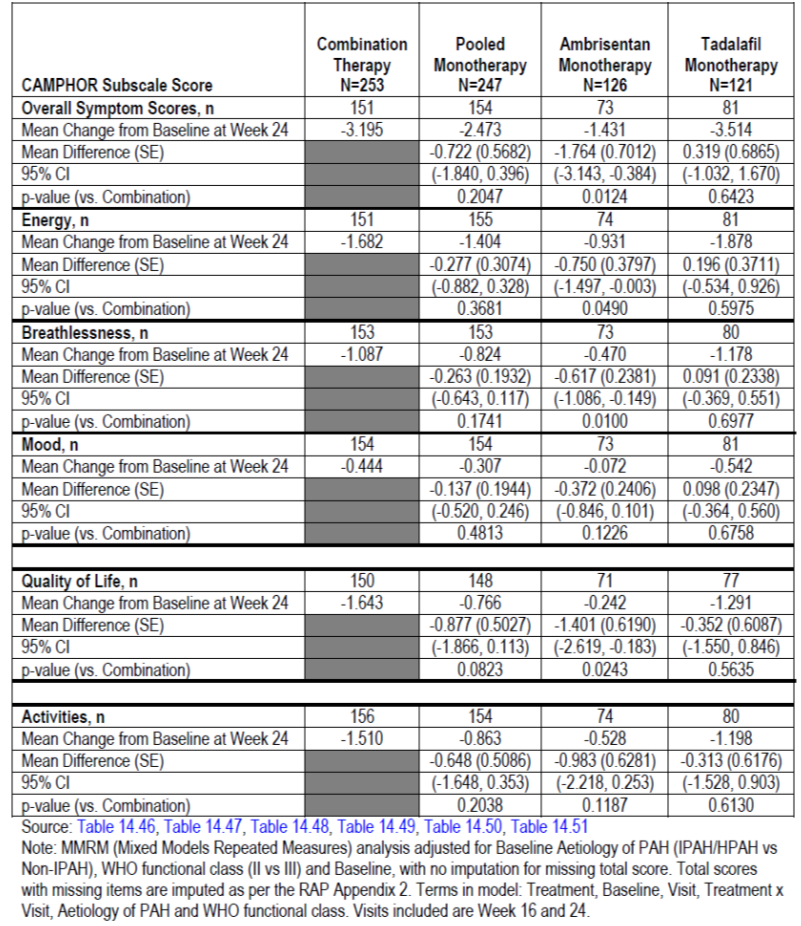 CAMPHOR Subscale Score Combination Therapy N=253 Pooled Monotherapy N=247 Ambrisentan Monotherapy N=126 Tadalafil Monotherapy N=121
Overall Symptom Scores, n 151 154 73 81
Mean Change from Baseline at Week 24 -3.195 -2.473 -1.431 -3.514
Mean Difference (SE) -0.722 (0.5682) -1.764 (0.7012) 0.319 (0.6865)
95% CI (-1.840, 0.396) (-3.143, -0.384) (-1.032, 1.670)
p-value (vs. Combination) 0.2047 0.0124 0.6423
Energy, n 151 155 74 81
Mean Change from Baseline at Week 24 -1.682 -1.404 -0.931 -1.878
Mean Difference (SE) -0.277 (0.3074) -0.750 (0.3797) 0.196 (0.3711)
95% CI (-0.882, 0.328) (-1.497, -0.003) (-0.534, 0.926)
p-value (vs. Combination) 0.3681 0.0490 0.5975
Breathlessness, n 153 153 73 80
Mean Change from Baseline at Week 24 -1.087 -0.824 -0.470 -1.178
Mean Difference (SE) -0.263 (0.1932) -0.617 (0.2381) 0.091 (0.2338)
95% CI (-0.643, 0.117) (-1.086, -0.149) (-0.369, 0.551)
p-value (vs. Combination) 0.1741 0.0100 0.6977
Mood, n 154 154 73 81
Mean Change from Baseline at Week 24 -0.444 -0.307 -0.072 -0.542
Mean Difference (SE) -0.137 (0.1944) -0.372 (0.2406) 0.098 (0.2347)
95% CI (-0.520, 0.246) (-0.846, 0.101) (-0.364, 0.560)
p-value (vs. Combination) 0.4813 0.1226 0.6758
Quality of Life, n 150 148 71 77
Mean Change from Baseline at Week 24 -1.643 -0.766 -0.242 -1.291
Mean Difference (SE) -0.877 (0.5027) -1.401 (0.6190) -0.352 (0.6087)
95% CI (-1.866, 0.113) (-2.619, -0.183) (-1.550, 0.846)
p-value (vs. Combination) 0.0823 0.0243 0.5635
Activities, n 156 154 74 80
Mean Change from Baseline at Week 24 -1.510 -0.863 -0.528 -1.198
Mean Difference (SE) -0.648 (0.5086) -0.983 (0.6281) -0.313 (0.6176)
95% CI (-1.648, 0.353) (-2.218, 0.253) (-1.528, 0.903)
p-value (vs. Combination) 0.2038 0.1187 0.6130
Source: Table 14.46, Table 14.47, Table 14.48, Table 14.49, Table 14.50, Table 14.51
Note: MMRM (Mixed Models Repeated Measures) analysis adjusted for Baseline Aetiology of PAH (IPAH/HPAH vs
Non-IPAH), WHO functional class (II vs III) and Baseline, with no imputation for missing total score. Total scores
with missing items are imputed as per the RAP Appendix 2. Terms in model: Treatment, Baseline, Visit, Treatment x
Visit, Aetiology of PAH and WHO functional class. Visits included are Week 16 and 24.